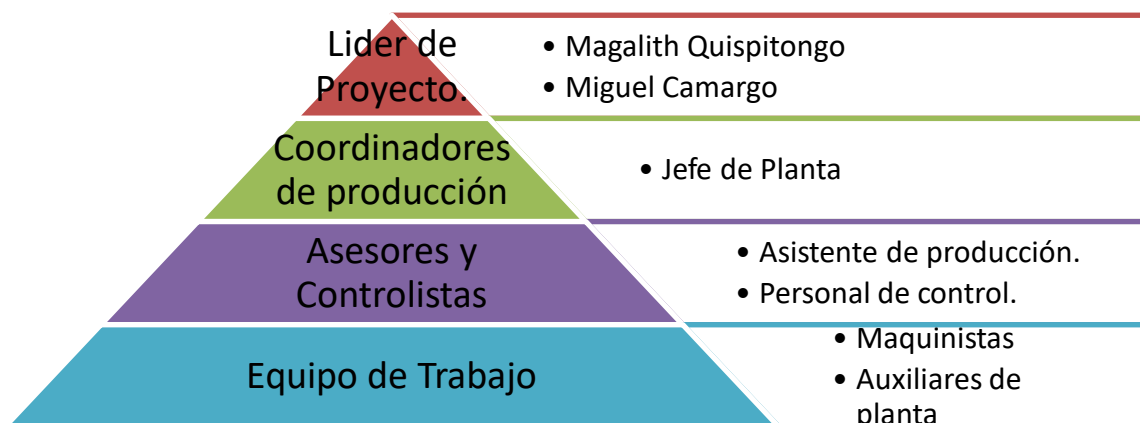 Lider de
Proyecto.
• Magalith Quispitongo
• Miguel Camargo
Coordinadores
de producción
• Jefe de Planta
Asesores y
Controlistas
• Asistente de producción.
• Personal de control.
Equipo de Trabajo
• Maquinistas
• Auxiliares de
planta